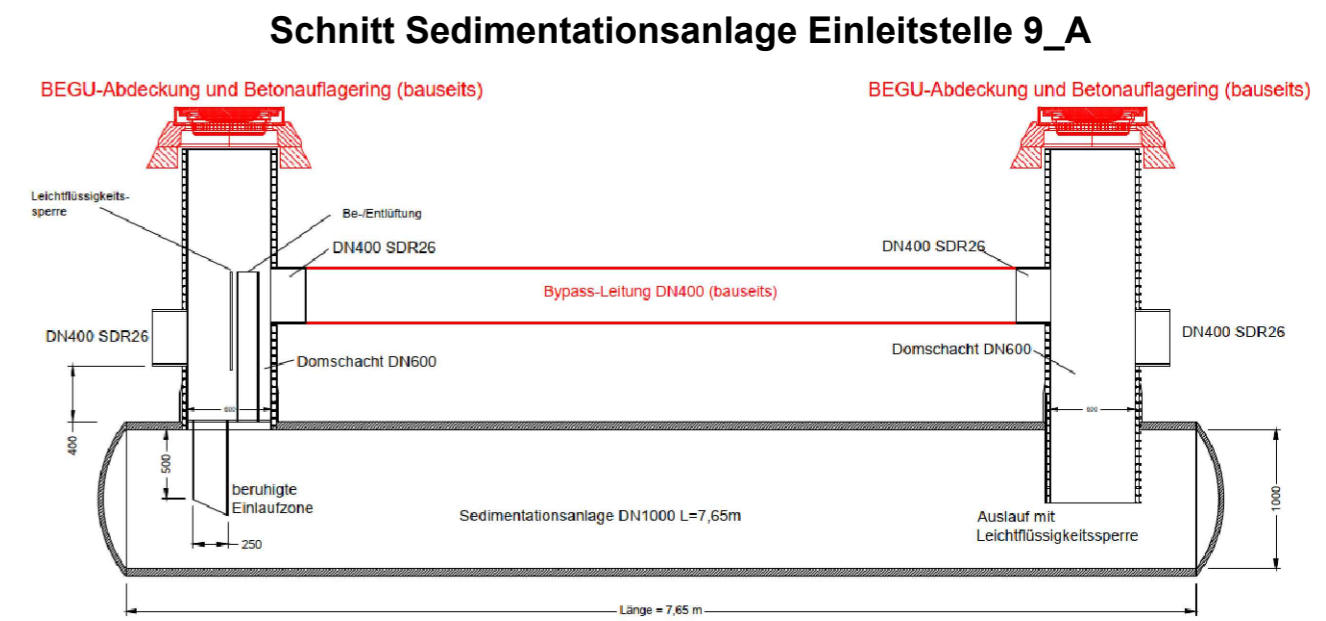 Schnitt Sedimentationsanlage Einleitstelle 9_A
BEGU-Abdeckung und Betonauflagering (bauseits)
BEGU-Abdeckung und Betonauflagering (bauseits)
Leichtflüssigkeits-
sperre
Be-/Entlüftung
DN400 SDR26
DN400 SDR26
Bypass-Leitung DN400 (bauseits)
DN400 SDR26
DN400 SDR26
Domschacht DN600
Domschacht DN600
600
600
400
500
beruhigte
Einlaufzone
250
Sedimentationsanlage DN1000 L=7,65m
Auslauf mit
Leichtflüssigkeitssperre
1000
Länge = 7,65 m